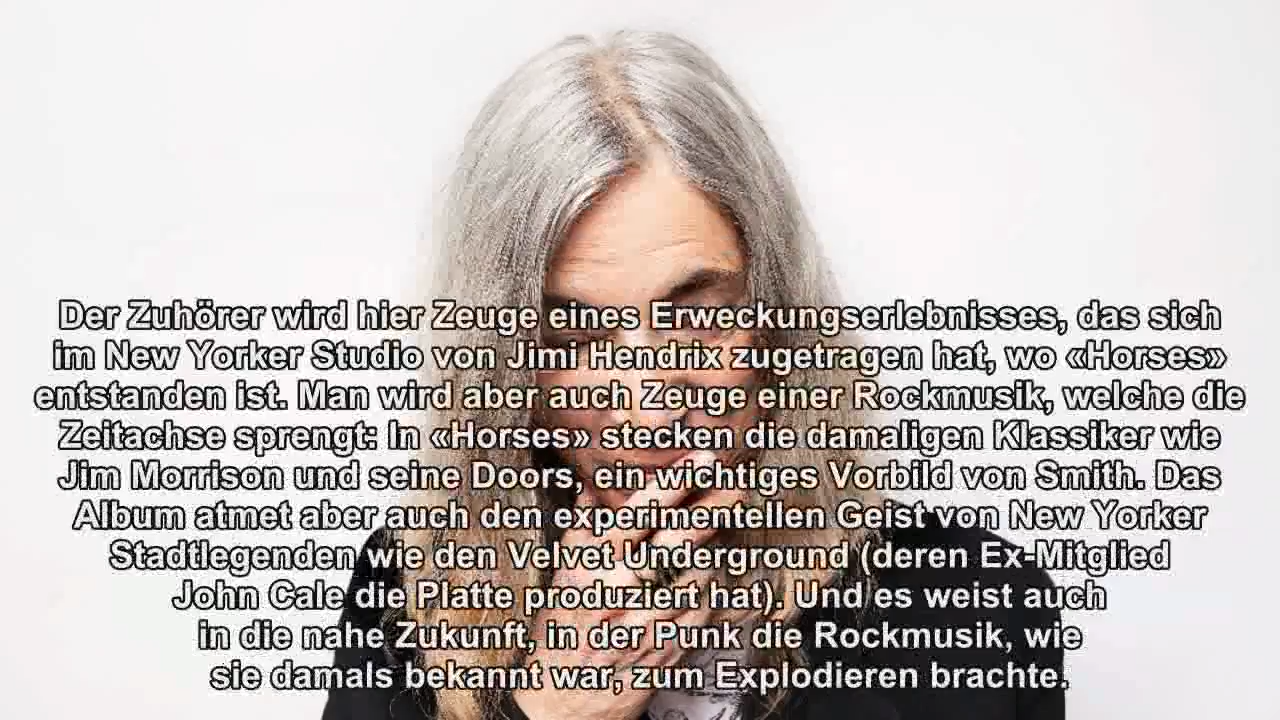 Der Zuhörer wird hier Zeuge eines Erweckungserlebnisses, das sich
im New Yorker Studio von Jimi Hendrix zugetragen hat, wo «Horses»
entstanden ist. Man wird aber auch Zeuge einer Rockmusik, welche die
Zeitachse sprengt: In «Horses» stecken die damaligen Klassiker wie
Jim Morrison und seine Doors, ein wichtiges Vorbild von Smith. Das
Album atmet aber auch den experimentellen Geist von New Yorker
Stadtlegenden wie den Velvet Underground (deren Ex-Mitglied
John Cale die Platte produziert hat). Und es weist auch
in die nahe Zukunft, in der Punk die Rockmusik, wie
sie damals bekannt war, zum Explodieren brachte.